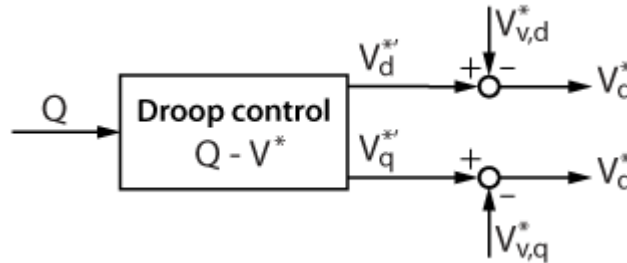 V*v,d
V*'d
+ −
Q
Droop control
V*d
Q - V*
V*'q
+
V*d
−
V*v,q